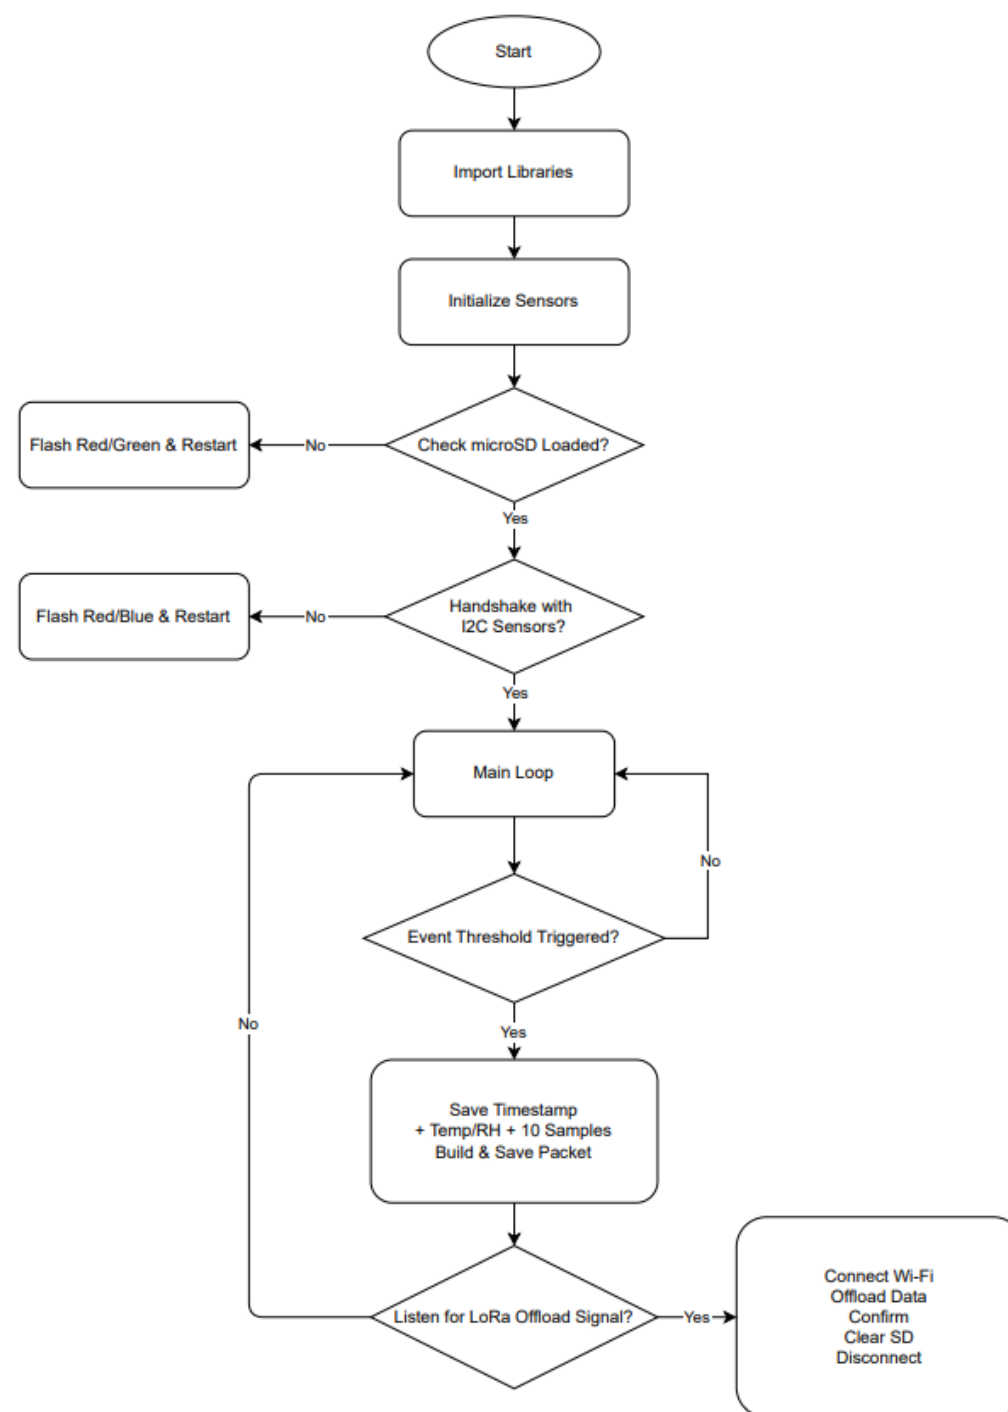 Start
Import Libraries
Initialize Sensors
Check microSD Loaded?
No
Flash Red/Green & Restart
Yes
Handshake with
I2C Sensors?
No
Flash Red/Blue & Restart
Yes
Main Loop
No
Event Threshold Triggered?
Yes
No
Save Timestamp
+ Temp/RH + 10 Samples
Build & Save Packet
Listen for LoRa Offload Signal?
Yes
Connect Wi-Fi
Offload Data
Confirm
Clear SD
Disconnect